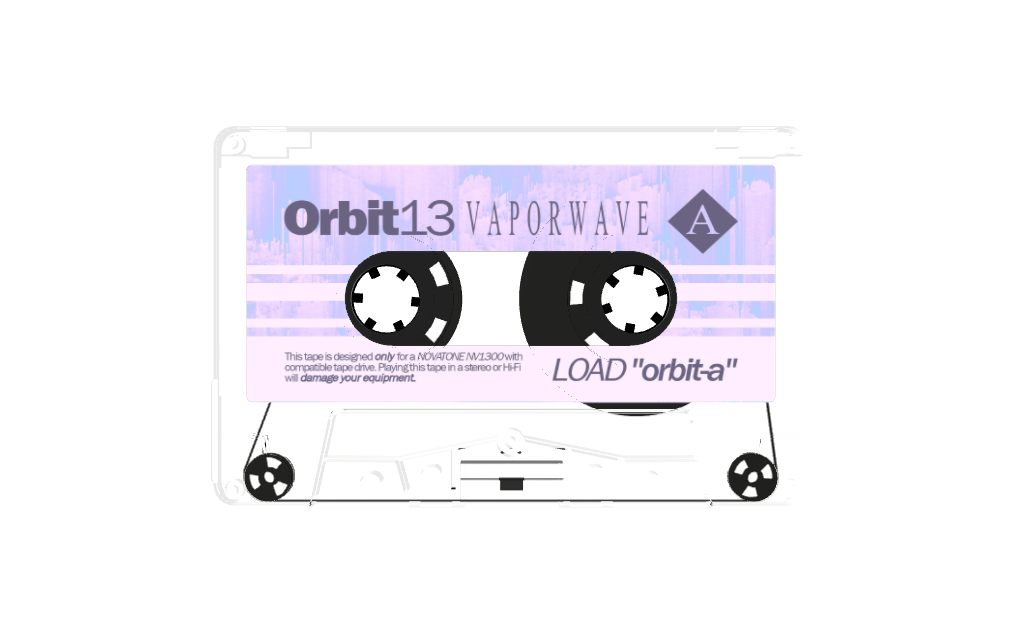 Orbit13 VAPORWAVE A
This tape is designed only for a NOVATONE NV1300 with
compatible tape drive. Playing this tape in a stereo or Hi-Fi
will damage your equipment.
LOAD "orbit-a"